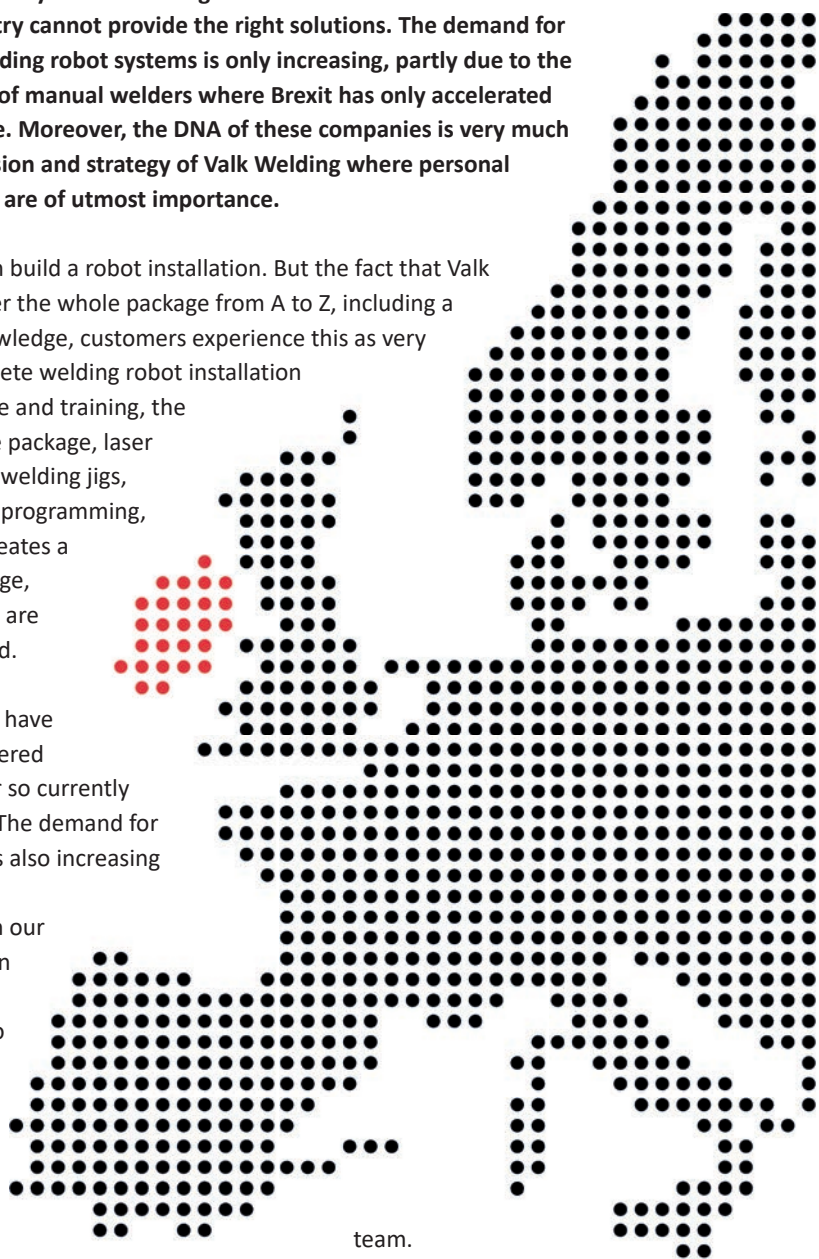 try cannot provide the right solutions. The demand for
ding robot systems is only increasing, partly due to the
of manual welders where Brexit has only accelerated
e. Moreover, the DNA of these companies is very much
sion and strategy of Valk Welding where personal
are of utmost importance.
n build a robot installation. But the fact that Valk
er the whole package from A to Z, including a
wledge, customers experience this as very
ete welding robot installation
e and training, the
e package, laser
welding jigs,
programming,
eates a
ge,
are
d.
have
ered
r so currently
The demand for
s also increasing
n our
n
o
team.